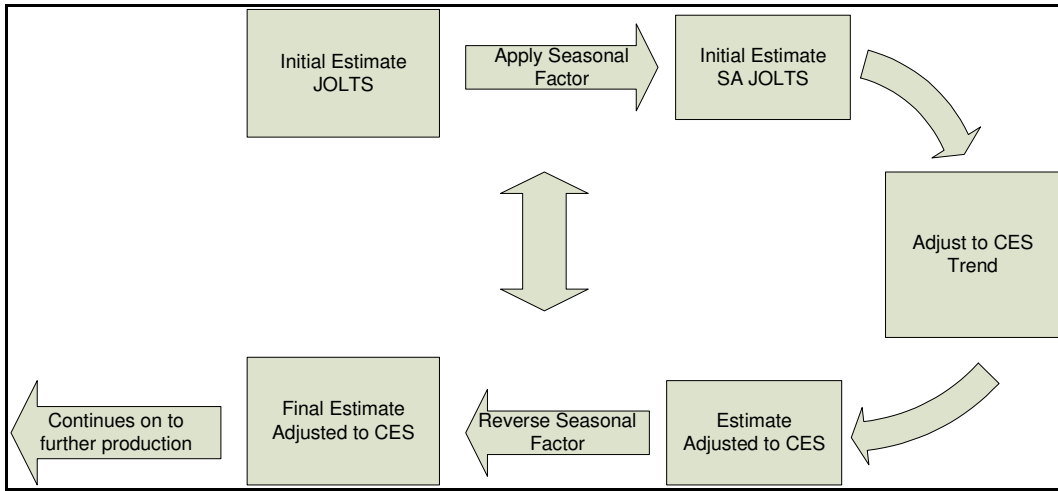 Initial Estimate
JOLTS
Apply Seasonal
Factor
Initial Estimate
SA JOLTS
Adjust to CES
Trend
Estimate
Adjusted to CES
Reverse Seasonal
Factor
Final Estimate
Adjusted to CES
Continues on to
further production